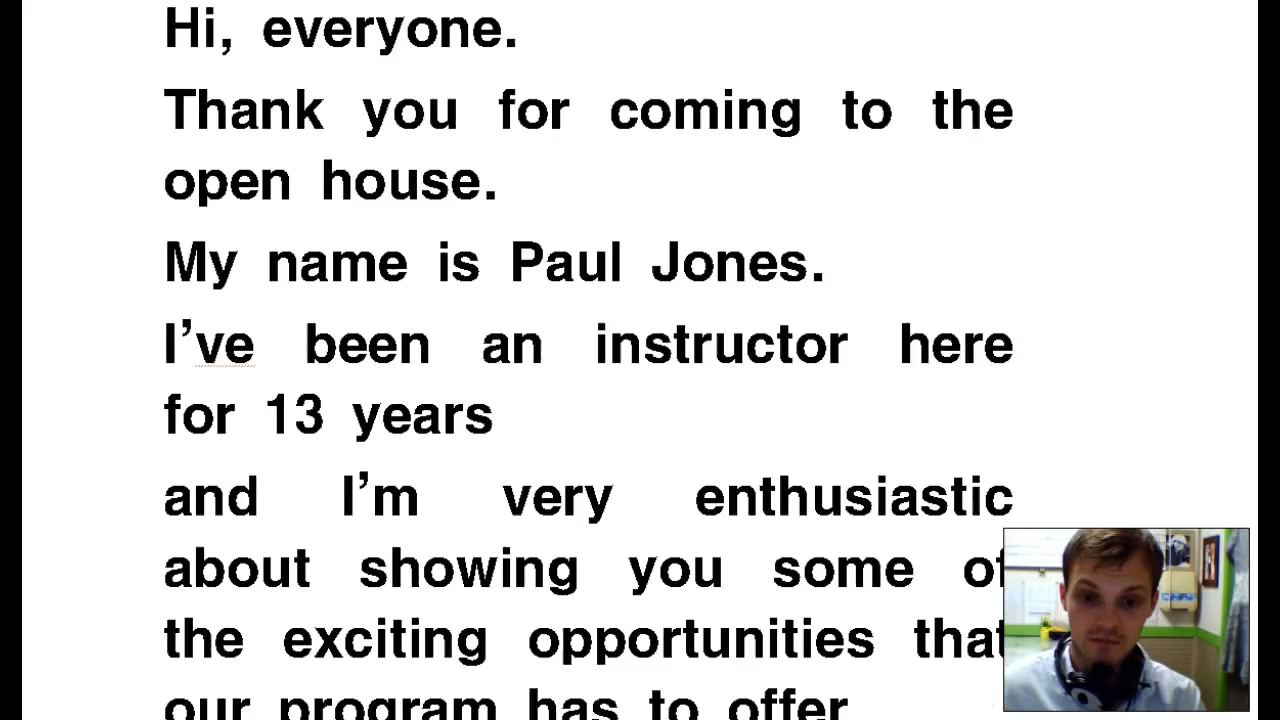 Hi, everyone.
Thank you for coming to the
open house.
My name is Paul Jones.
I’ve been an instructor here
for 13 years
and I’m very enthusiastic
about showing you some of
the exciting opportunities that
our program has to offer